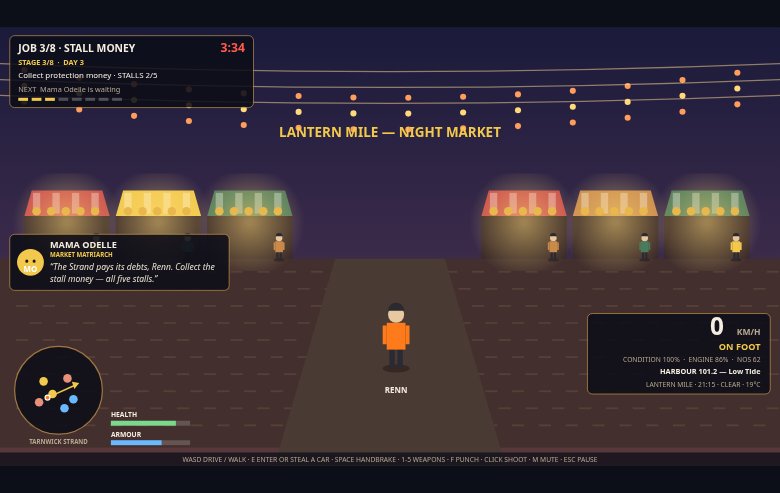 JOB 3/8 · STALL MONEY 3:34
STAGE 3/8 · DAY 3
Collect protection money · STALLS 2/5
NEXT Mama Odelle is waiting
LANTERN MILE — NIGHT MARKET
MAMA ODELLE
MARKET MATRIARCH
MO
“The Strand pays its debts, Renn. Collect the
stall money — all five stalls.”
0 KM/H
ON FOOT
CONDITION 100% · ENGINE 86% · NOS 62
HARBOUR 101.2 — Low Tide
LANTERN MILE · 21:15 · CLEAR · 19°C
RENN
HEALTH
ARMOUR
TARNWICK STRAND
WASD DRIVE / WALK · E ENTER OR STEAL A CAR · SPACE HANDBRAKE · 1-5 WEAPONS · F PUNCH · CLICK SHOOT · M MUTE · ESC PAUSE